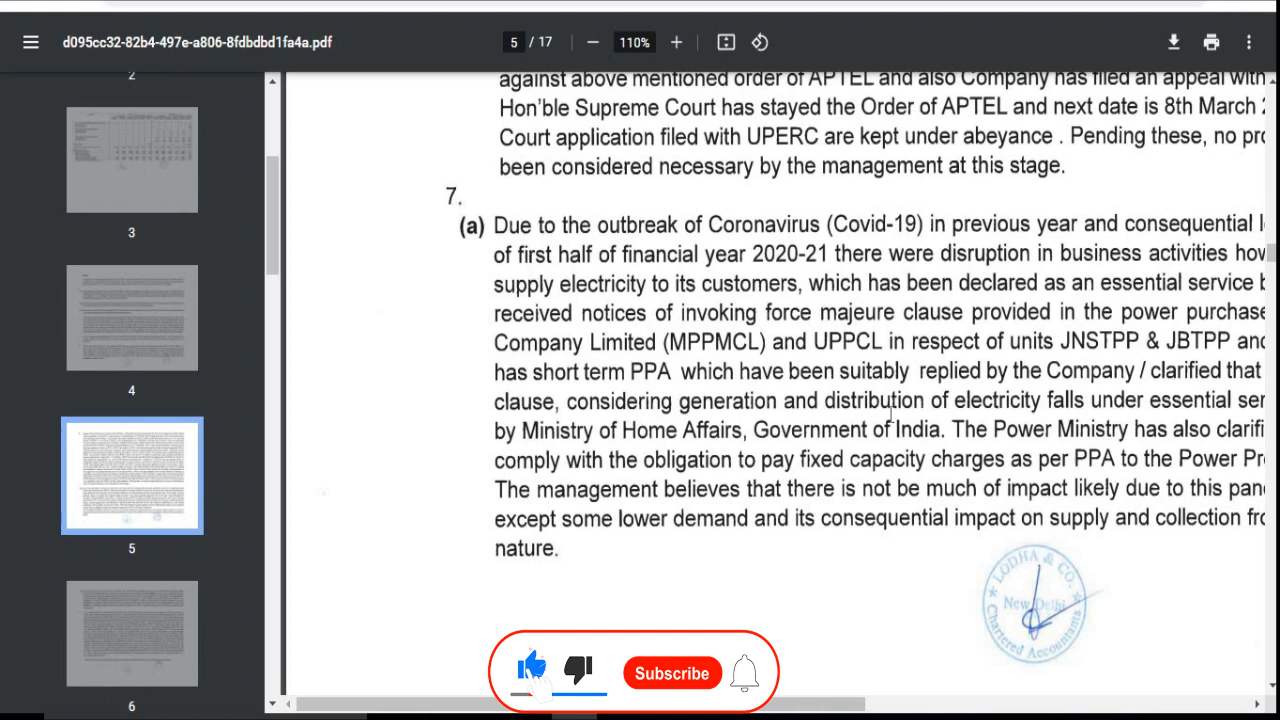 d095cc32-82b4-497e-a806-8fdbdbd1fa4a.pdf
5 / 17
110%
2
3
4
5
6
against above mentioned order of APTEL and also Company has filed an appeal with
Hon'ble Supreme Court has stayed the Order of APTEL and next date is 8th March
Court application filed with UPERC are kept under abeyance . Pending these, no
been considered necessary by the management at this stage.
7.
(a) Due to the outbreak of Coronavirus (Covid-19) in previous year and consequential
of first half of financial year 2020-21 there were disruption in business activities
supply electricity to its customers, which has been declared as an essential service
received notices of invoking force majeure clause provided in the power purchase
Company Limited (MPPMCL) and UPPCL in respect of units JNSTPP & JBTPP and
has short term PPA which have been suitably replied by the Company / clarified that
clause, considering generation and distribution of electricity falls under essential
by Ministry of Home Affairs, Government of India. The Power Ministry has also
comply with the obligation to pay fixed capacity charges as per PPA to the Power
The management believes that there is not be much of impact likely due to this
except some lower demand and its consequential impact on supply and collection
nature.
LODHA & CO.
New Delhi
Chartered Accountants
Subscribe